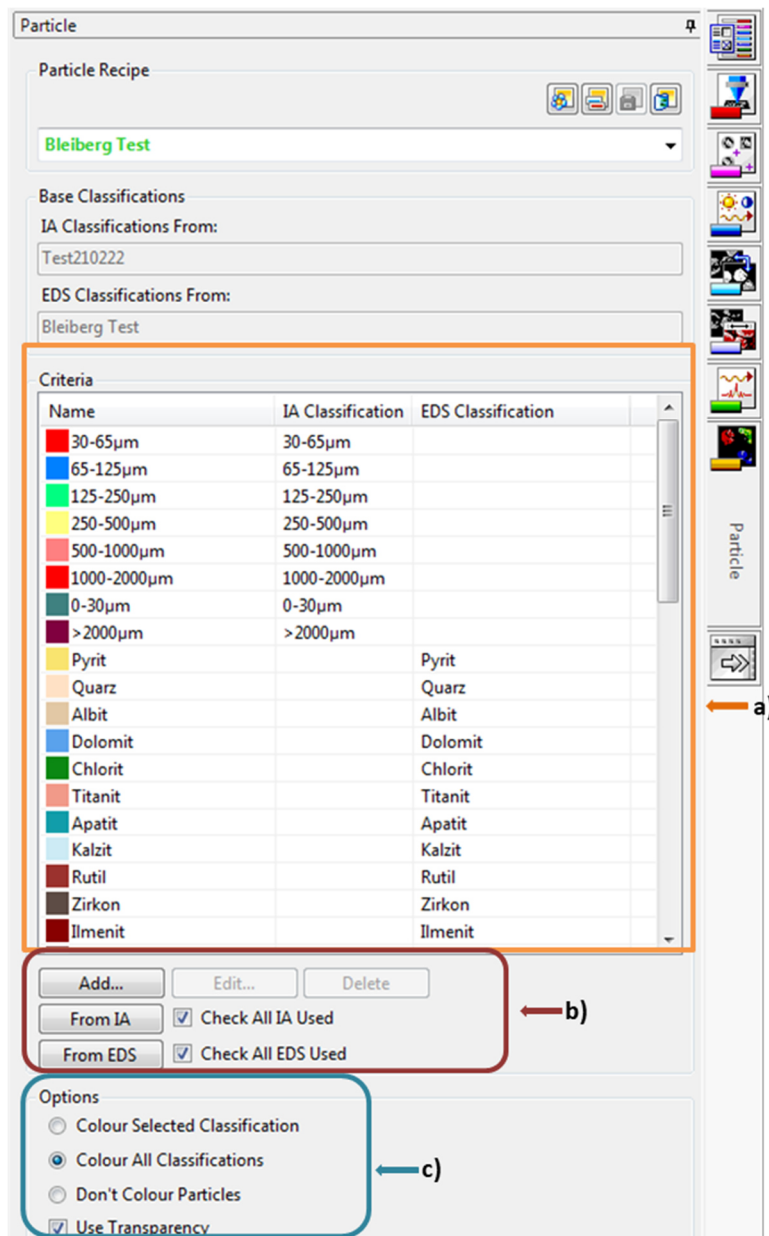 Particle
Particle Recipe
Bleiberg Test
Base Classifications
IA Classifications From:
Test210222
EDS Classifications From:
Bleiberg Test
Criteria
Name IA Classification EDS Classification
30-65µm 30-65µm
65-125µm 65-125µm
125-250µm 125-250µm
250-500µm 250-500µm
500-1000µm 500-1000µm
1000-2000µm 1000-2000µm
0-30µm 0-30µm
>2000µm >2000µm
Pyrit Pyrit
Quarz Quarz
Albit Albit
Dolomit Dolomit
Chlorit Chlorit
Titanit Titanit
Apatit Apatit
Kalzit Kalzit
Rutil Rutil
Zirkon Zirkon
Ilmenit Ilmenit
Add... Edit... Delete
From IA Check All IA Used
From EDS Check All EDS Used
Options
Colour Selected Classification
Colour All Classifications
Don't Colour Particles
Use Transparency
Particle
a)
b)
c)